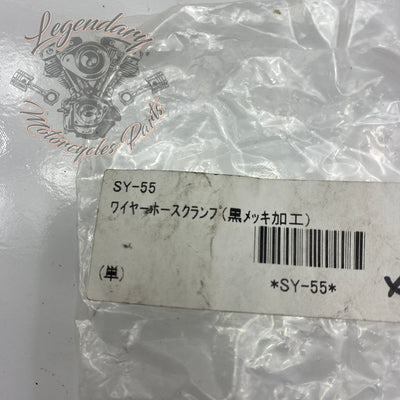 Legendary
Motorcycles Parts
SY-55
ワイヤーホースクランプ(黒メッキ加工)
(単)
*SY-55*